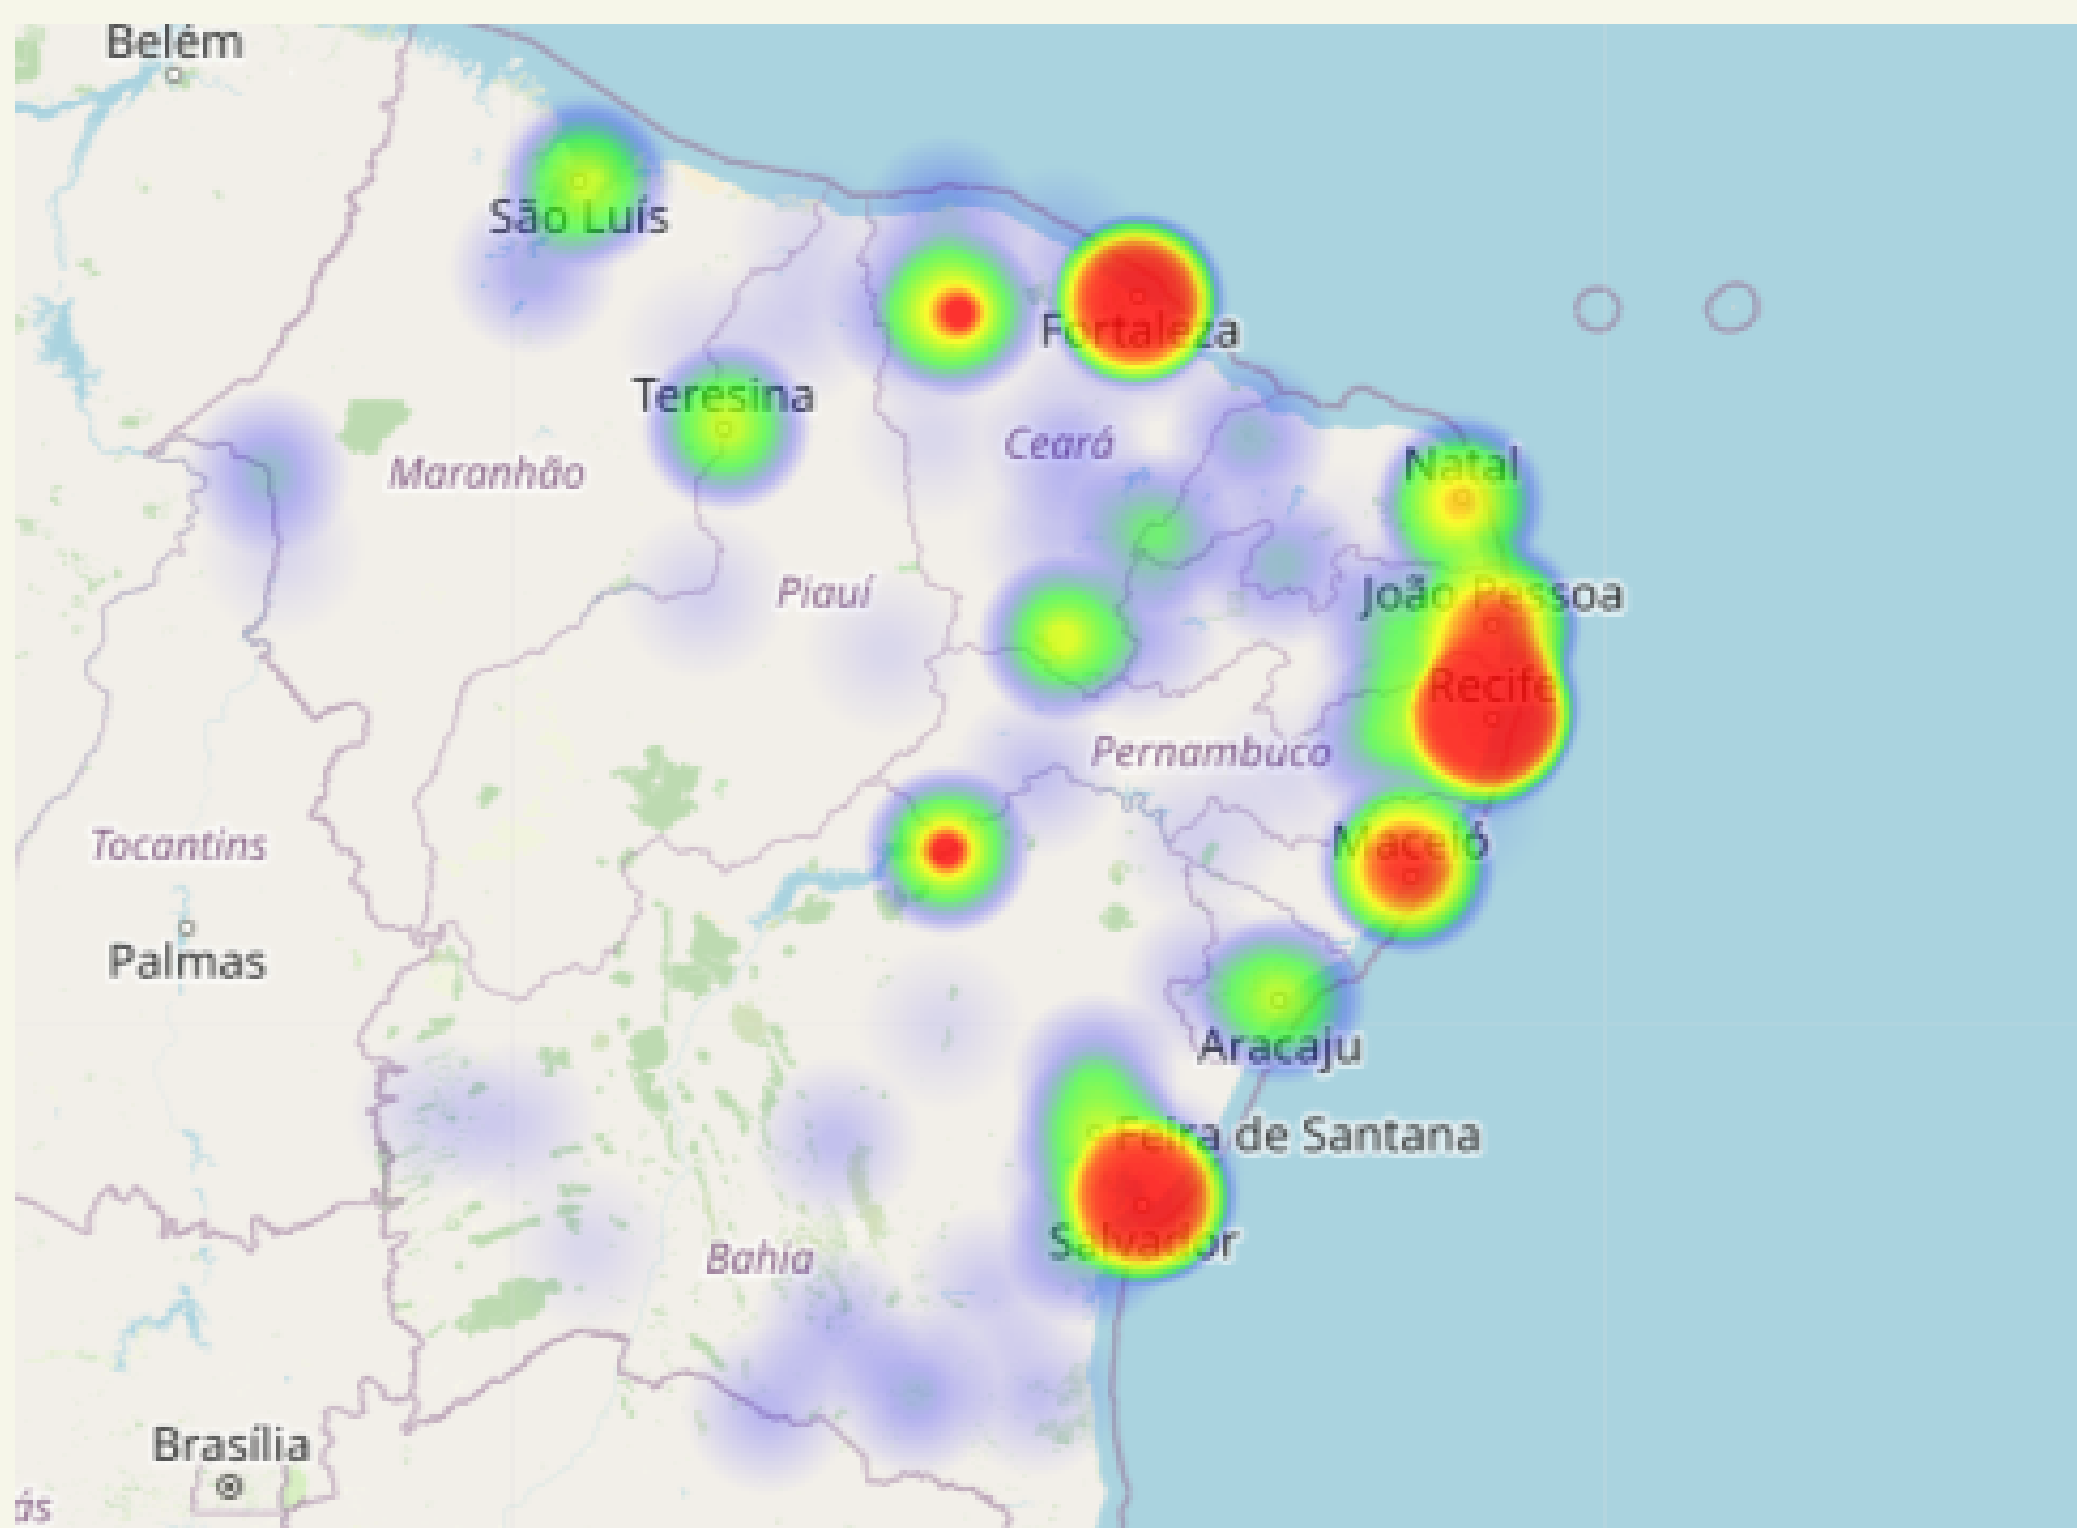 Belém
São Luís
Fortaleza
Teresina
Ceará
Natal
Maranhão
Piauí
João Pessoa
Recife
Pernambuco
Tocantins
Maceió
Palmas
Aracaju
Feira de Santana
Salvador
Bahia
Brasília
ás